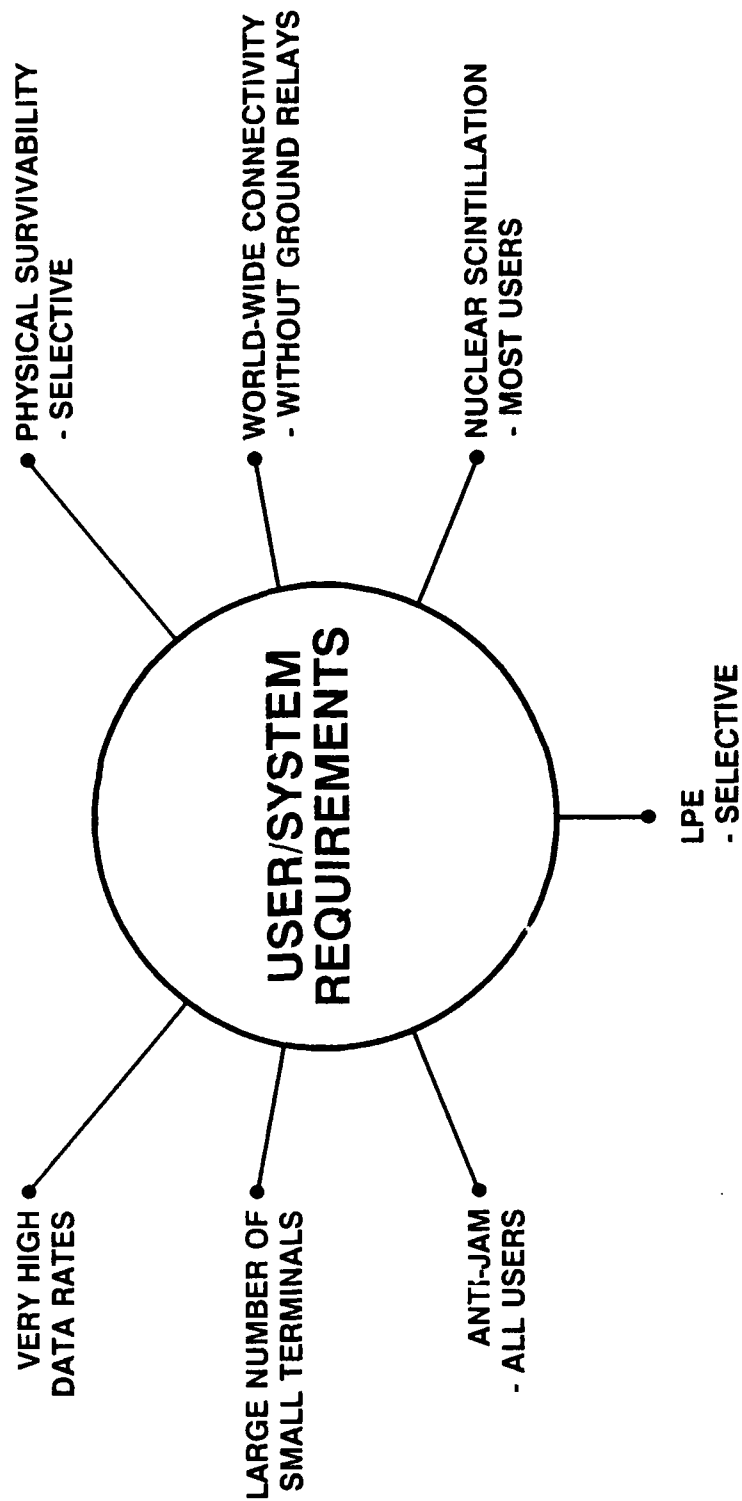 USER/SYSTEM
REQUIREMENTS
VERY HIGH
DATA RATES
LARGE NUMBER OF
SMALL TERMINALS
ANTI-JAM
- ALL USERS
LPE
- SELECTIVE
NUCLEAR SCINTILLATION
- MOST USERS
WORLD-WIDE CONNECTIVITY
- WITHOUT GROUND RELAYS
PHYSICAL SURVIVABILITY
- SELECTIVE